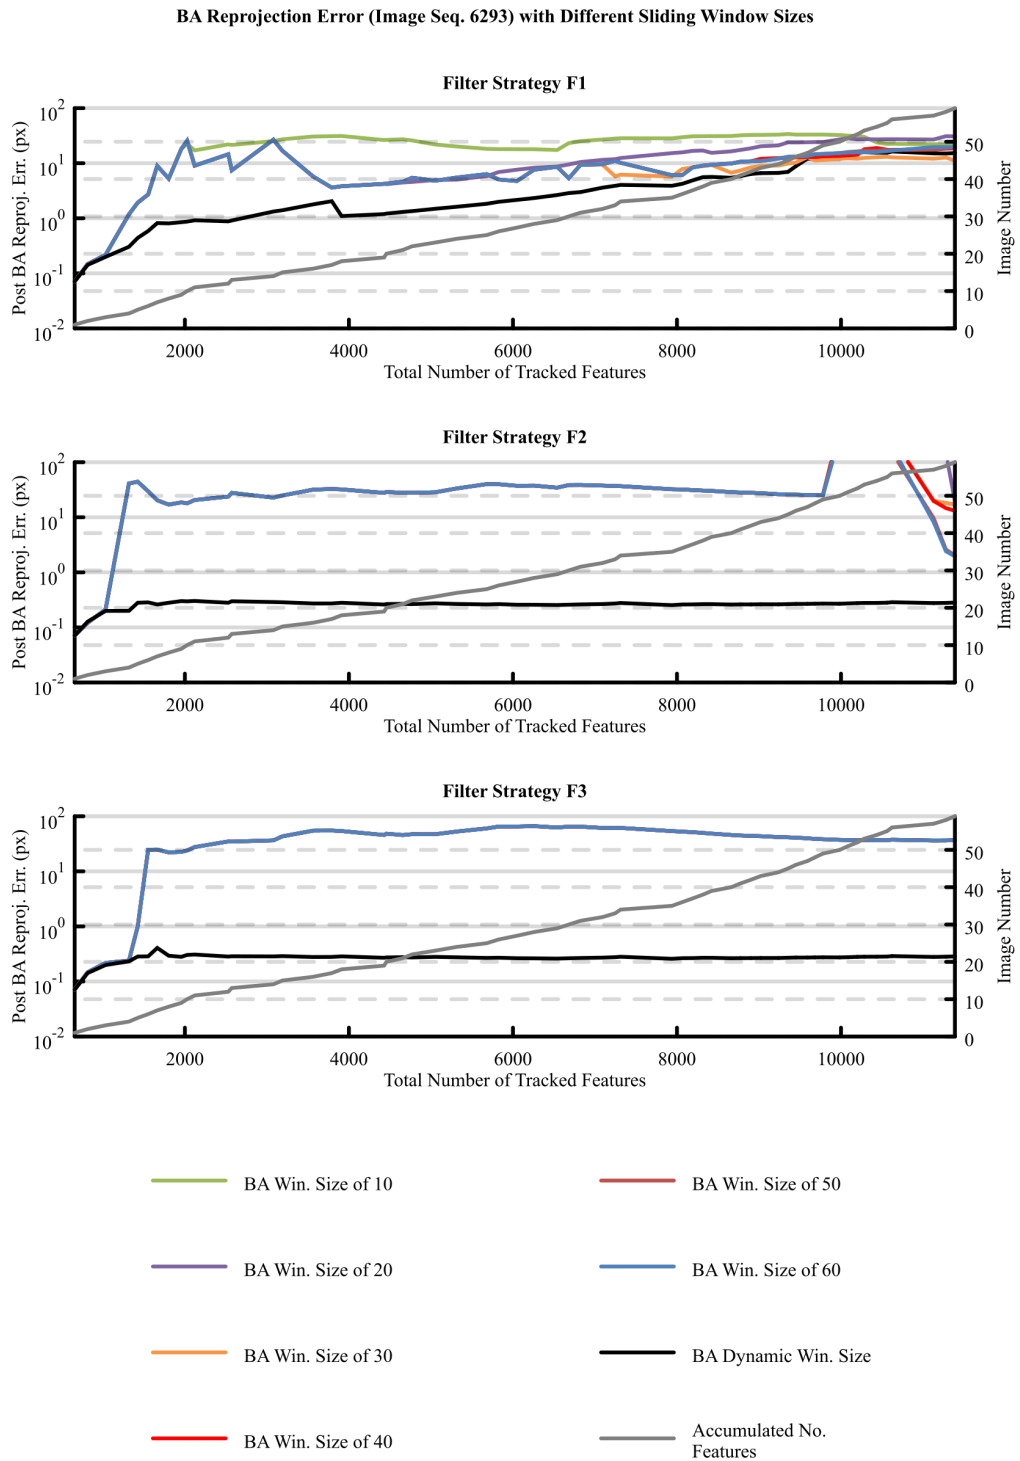 BA Reprojection Error (Image Seq. 6293) with Different Sliding Window Sizes
Filter Strategy F1
Post BA Reproj. Err. (px)
10^2
10^1
10^0
10^-1
10^-2
50
40
30
20
10
0
Image Number
2000 4000 6000 8000 10000
Total Number of Tracked Features
Filter Strategy F2
Post BA Reproj. Err. (px)
10^2
10^1
10^0
10^-1
10^-2
50
40
30
20
10
0
Image Number
2000 4000 6000 8000 10000
Total Number of Tracked Features
Filter Strategy F3
Post BA Reproj. Err. (px)
10^2
10^1
10^0
10^-1
10^-2
50
40
30
20
10
0
Image Number
2000 4000 6000 8000 10000
Total Number of Tracked Features
BA Win. Size of 10
BA Win. Size of 50
BA Win. Size of 20
BA Win. Size of 60
BA Win. Size of 30
BA Dynamic Win. Size
BA Win. Size of 40
Accumulated No.
Features